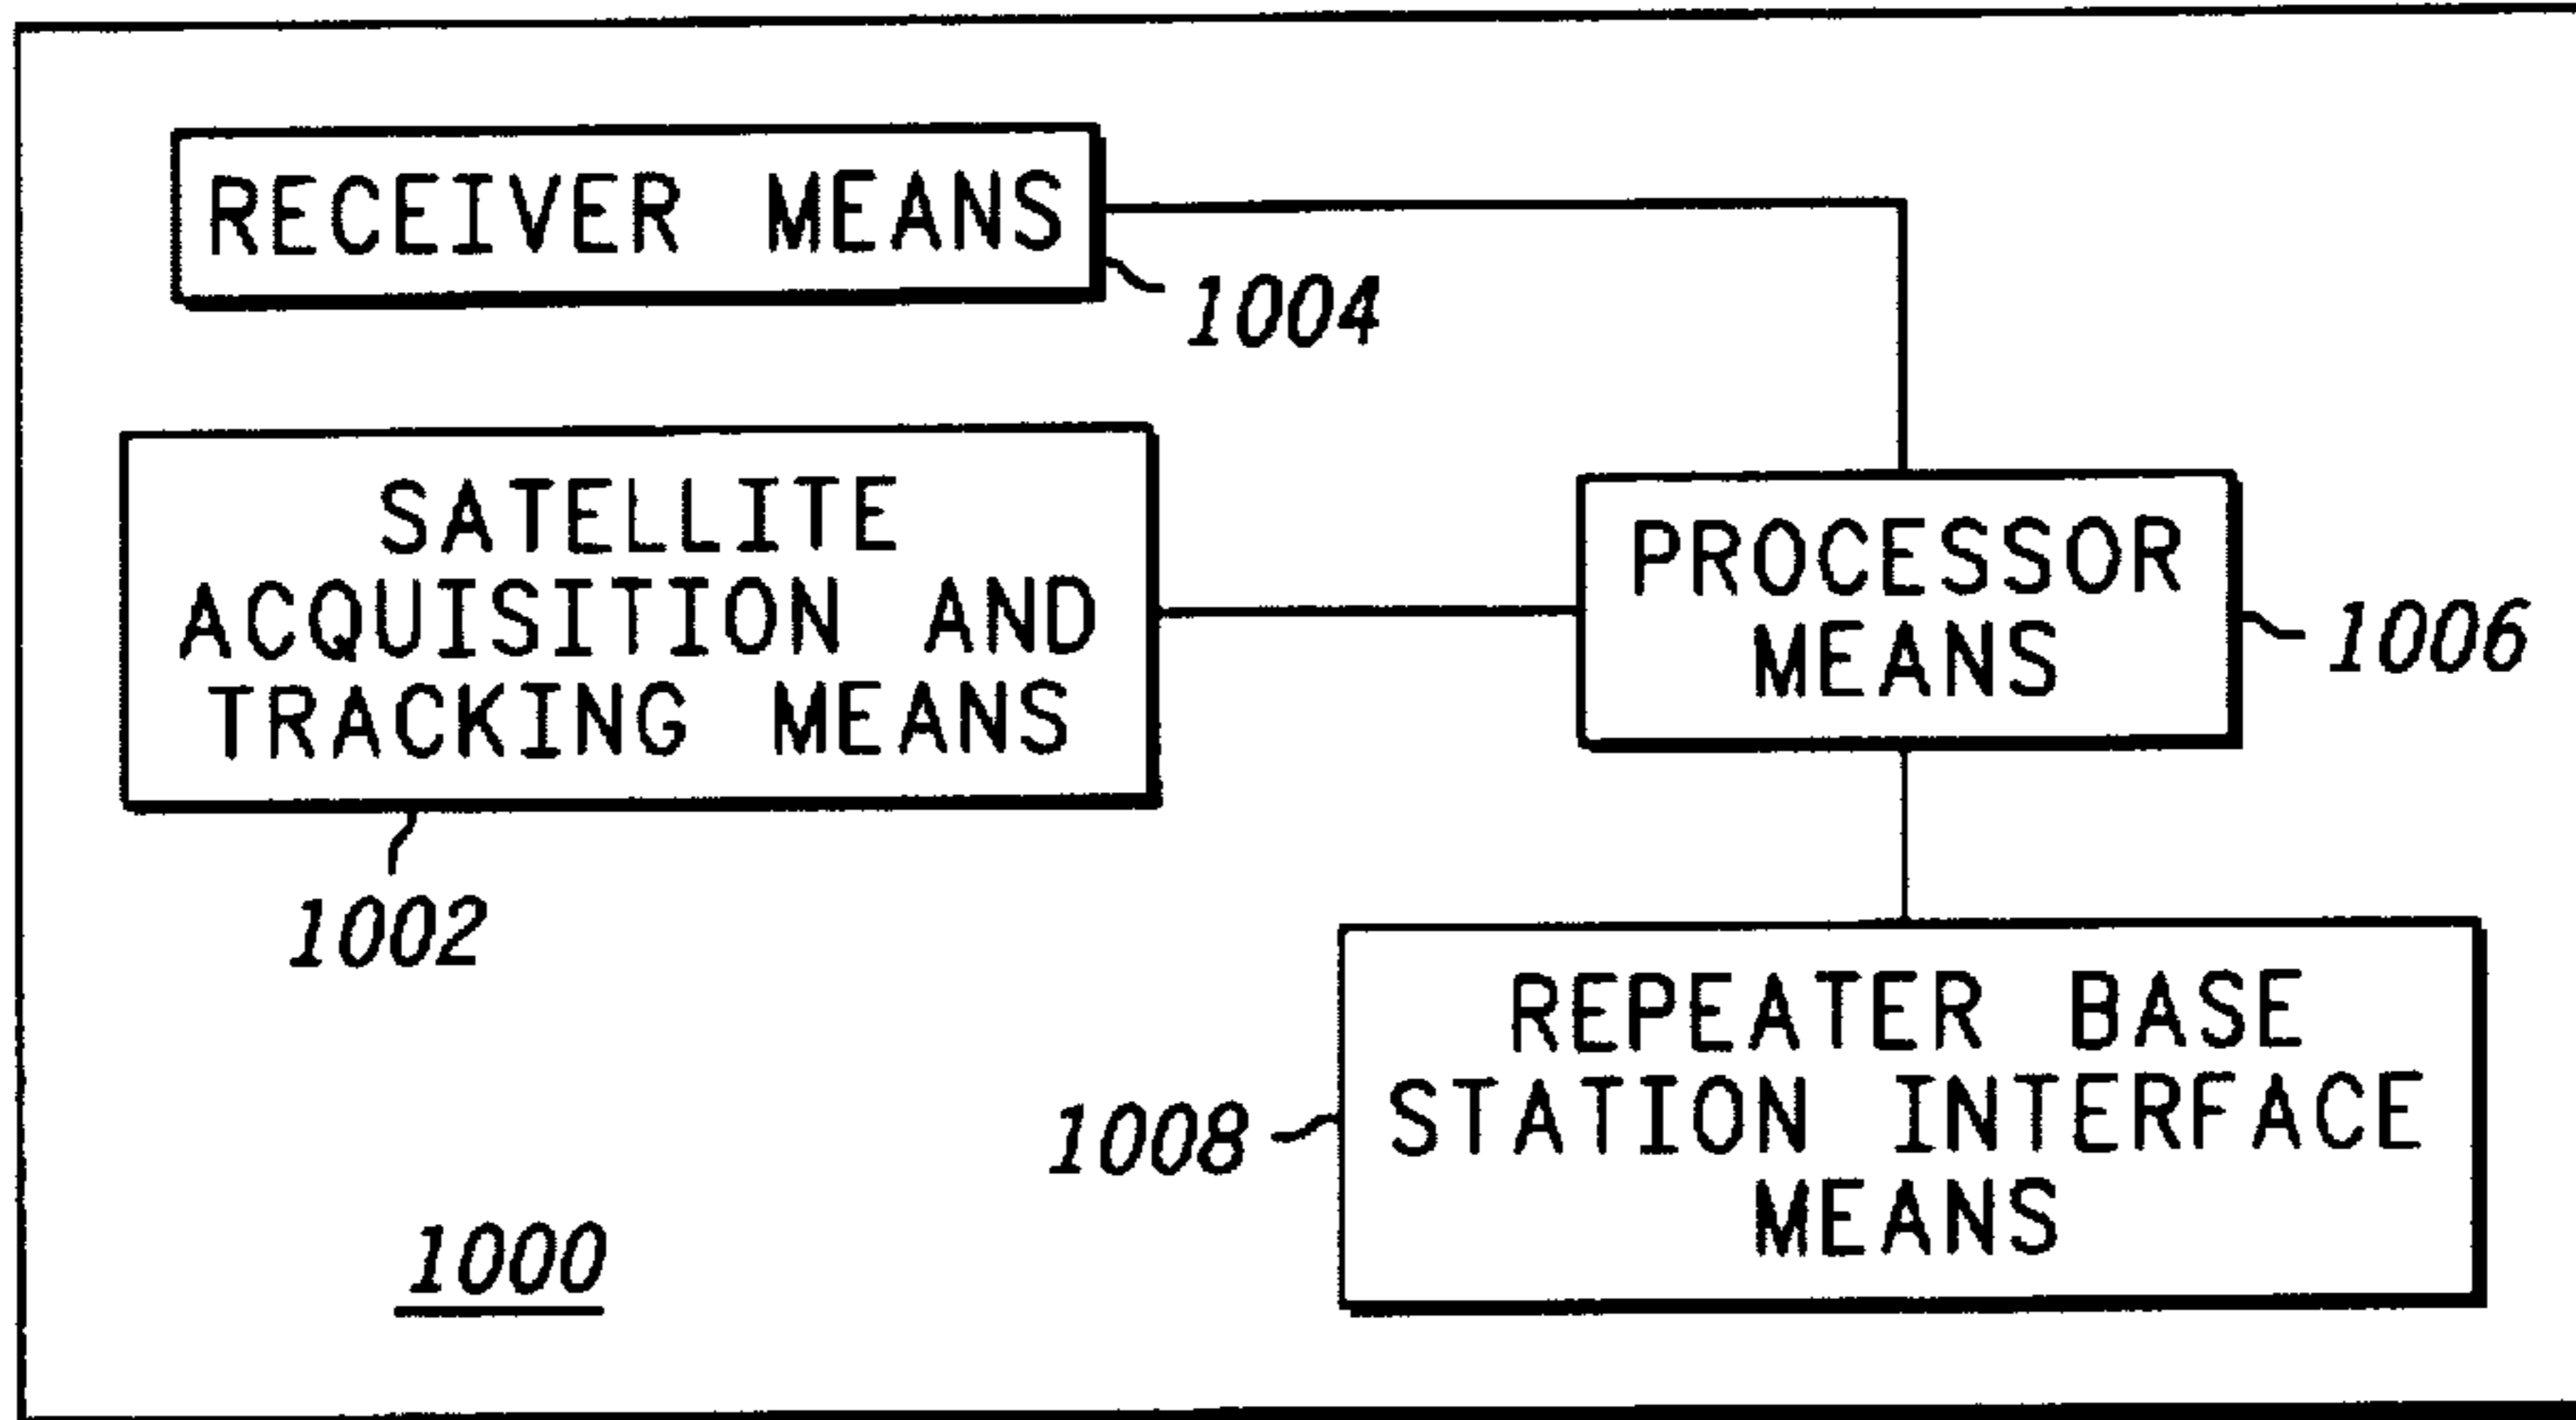 RECEIVER MEANS
1004
SATELLITE
ACQUISITION AND
TRACKING MEANS
1002
PROCESSOR
MEANS
1006
REPEATER BASE
STATION INTERFACE
MEANS
1008
1000